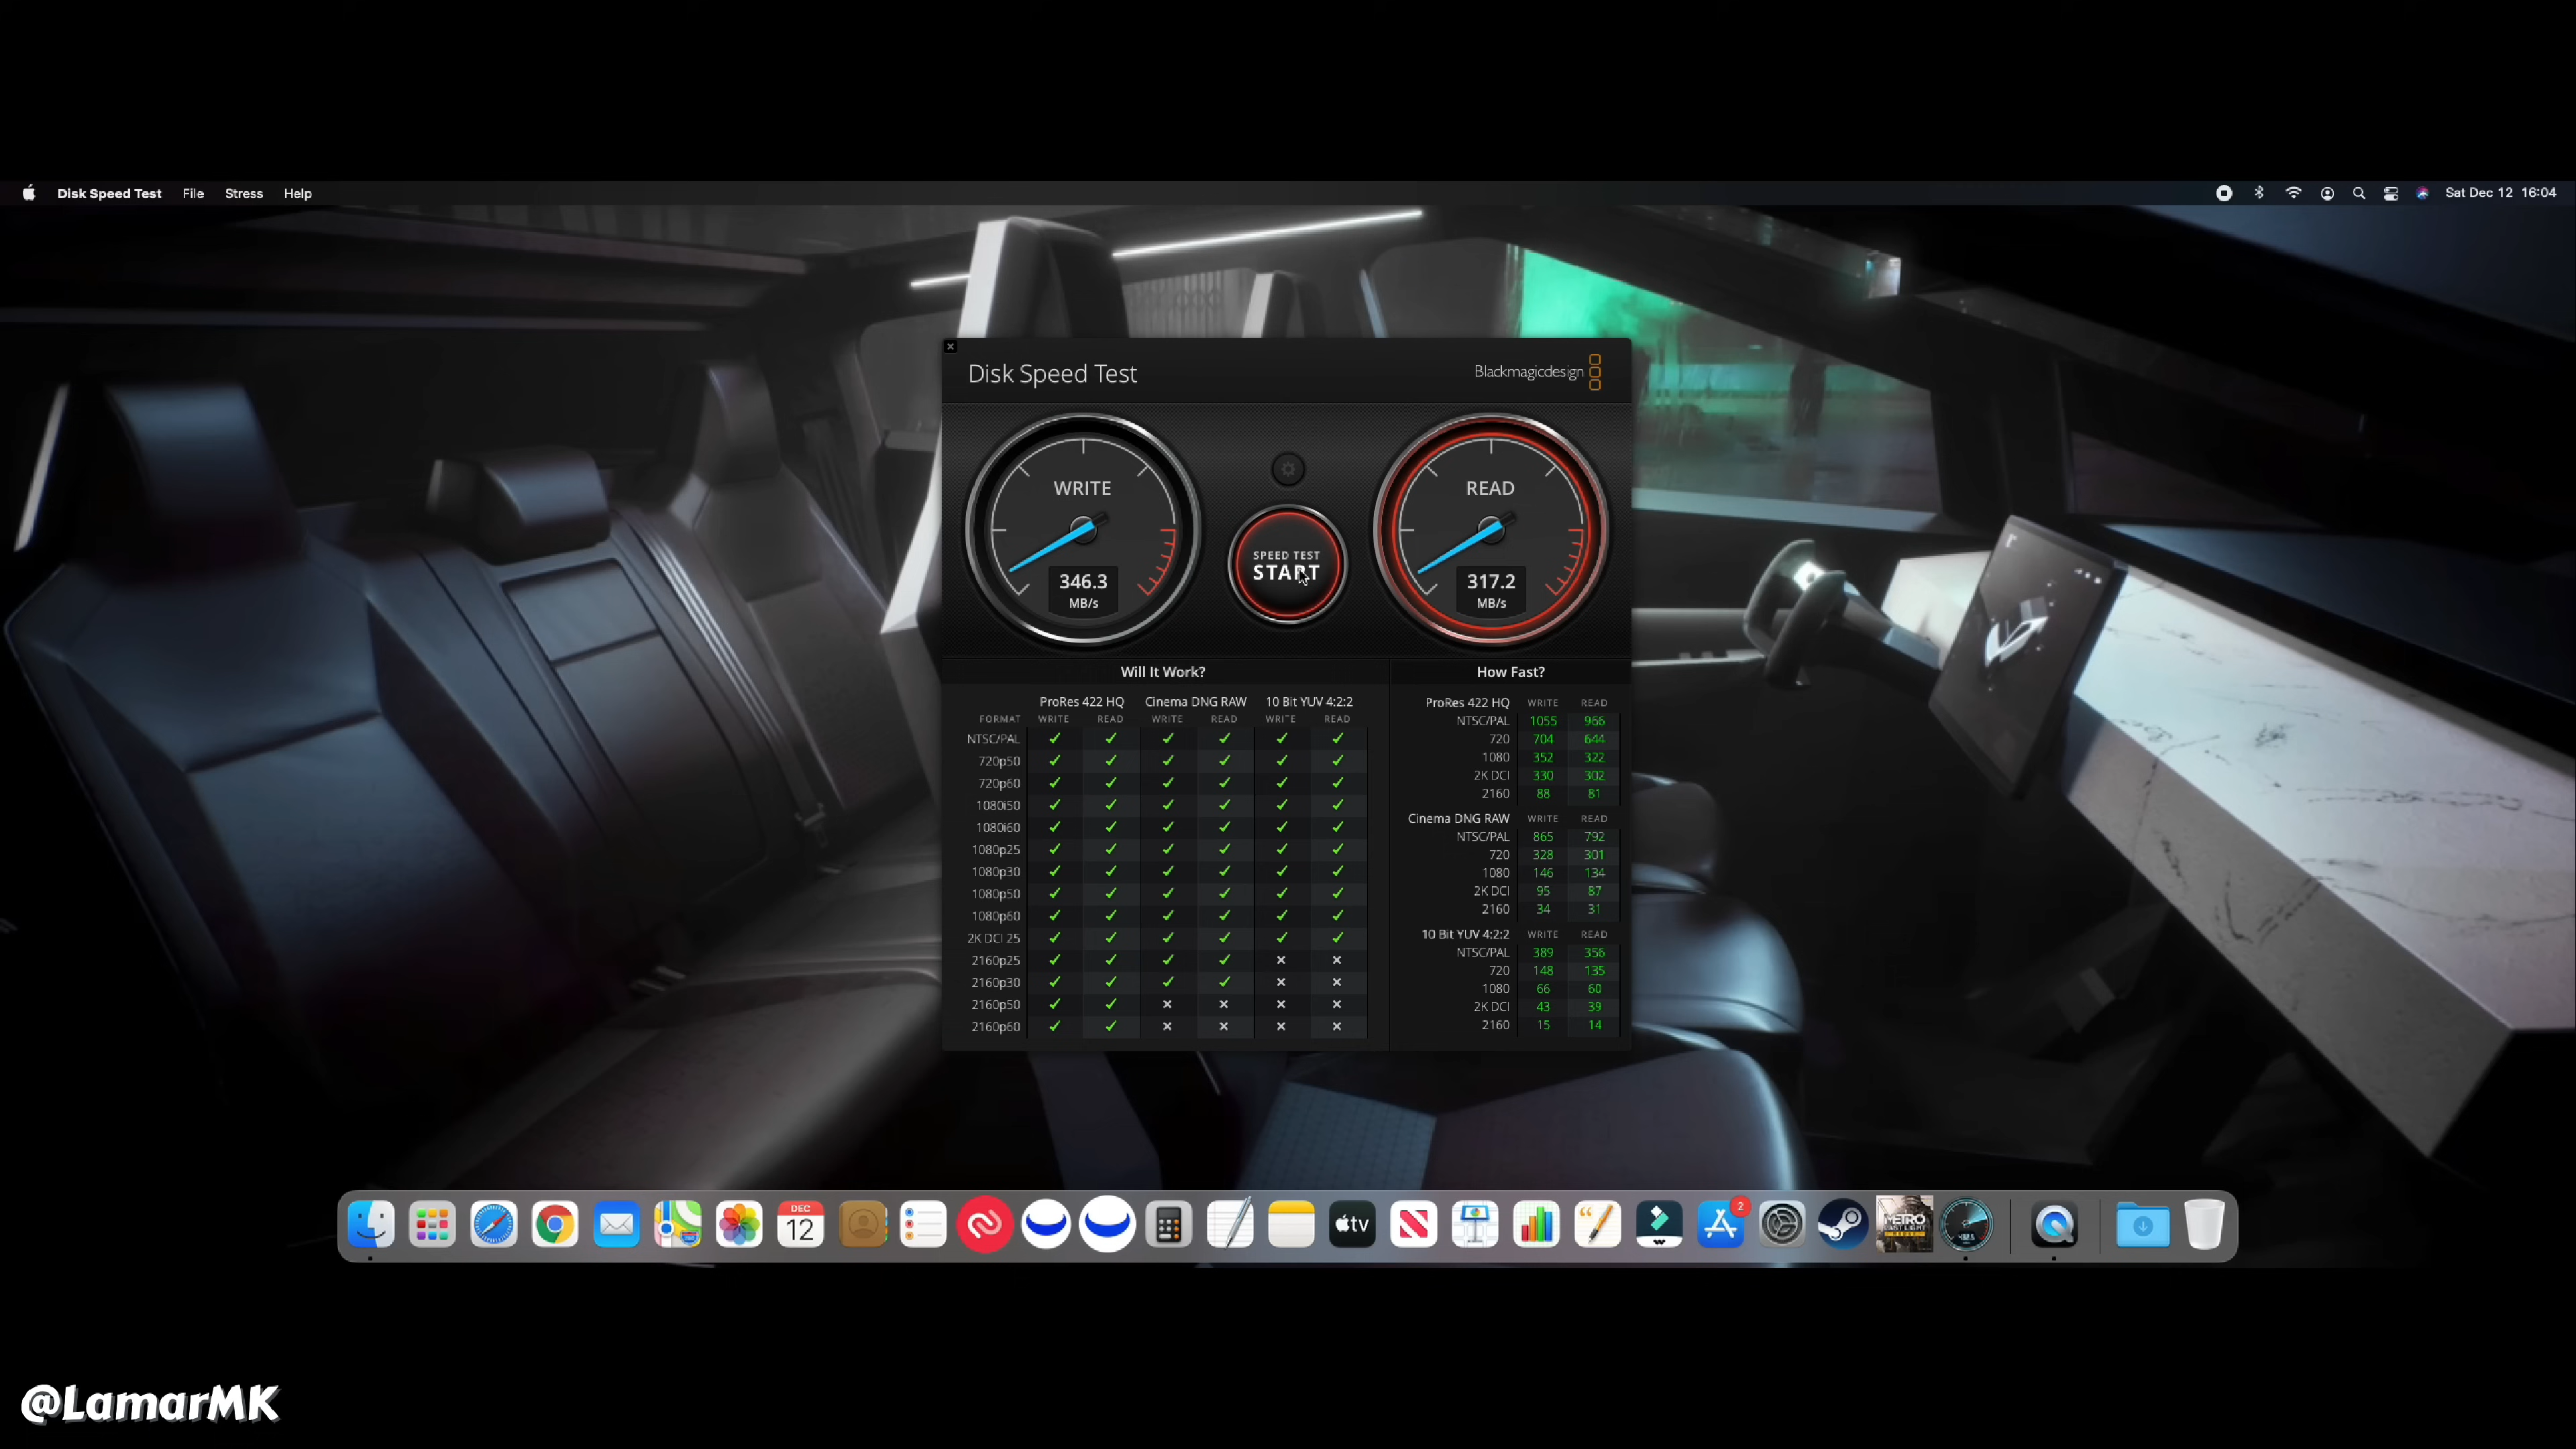 Disk Speed Test File Stress Help Sat Dec 12 16:04
Disk Speed Test Blackmagicdesign
WRITE
346.3
MB/s
SPEED TEST
START
READ
317.2
MB/s
Will It Work?
ProRes 422 HQ Cinema DNG RAW 10 Bit YUV 4:2:2
FORMAT WRITE READ WRITE READ WRITE READ
NTSC/PAL ✓ ✓ ✓ ✓ ✓ ✓
720p50 ✓ ✓ ✓ ✓ ✓ ✓
720p60 ✓ ✓ ✓ ✓ ✓ ✓
1080i50 ✓ ✓ ✓ ✓ ✓ ✓
1080i60 ✓ ✓ ✓ ✓ ✓ ✓
1080p25 ✓ ✓ ✓ ✓ ✓ ✓
1080p30 ✓ ✓ ✓ ✓ ✓ ✓
1080p50 ✓ ✓ ✓ ✓ ✓ ✓
1080p60 ✓ ✓ ✓ ✓ ✓ ✓
2K DCI 25 ✓ ✓ ✓ ✓ ✓ ✓
2160p25 ✓ ✓ ✓ ✓ × ×
2160p30 ✓ ✓ ✓ ✓ × ×
2160p50 ✓ ✓ × × × ×
2160p60 ✓ ✓ × × × ×
How Fast?
ProRes 422 HQ WRITE READ
NTSC/PAL 1055 966
720 704 644
1080 352 322
2K DCI 330 302
2160 88 81
Cinema DNG RAW WRITE READ
NTSC/PAL 865 792
720 328 301
1080 146 134
2K DCI 95 87
2160 34 31
10 Bit YUV 4:2:2 WRITE READ
NTSC/PAL 389 356
720 148 135
1080 66 60
2K DCI 43 39
2160 15 14
DEC
12
tv
2
METRO
LAST LIGHT
REDUX
@LamarMK